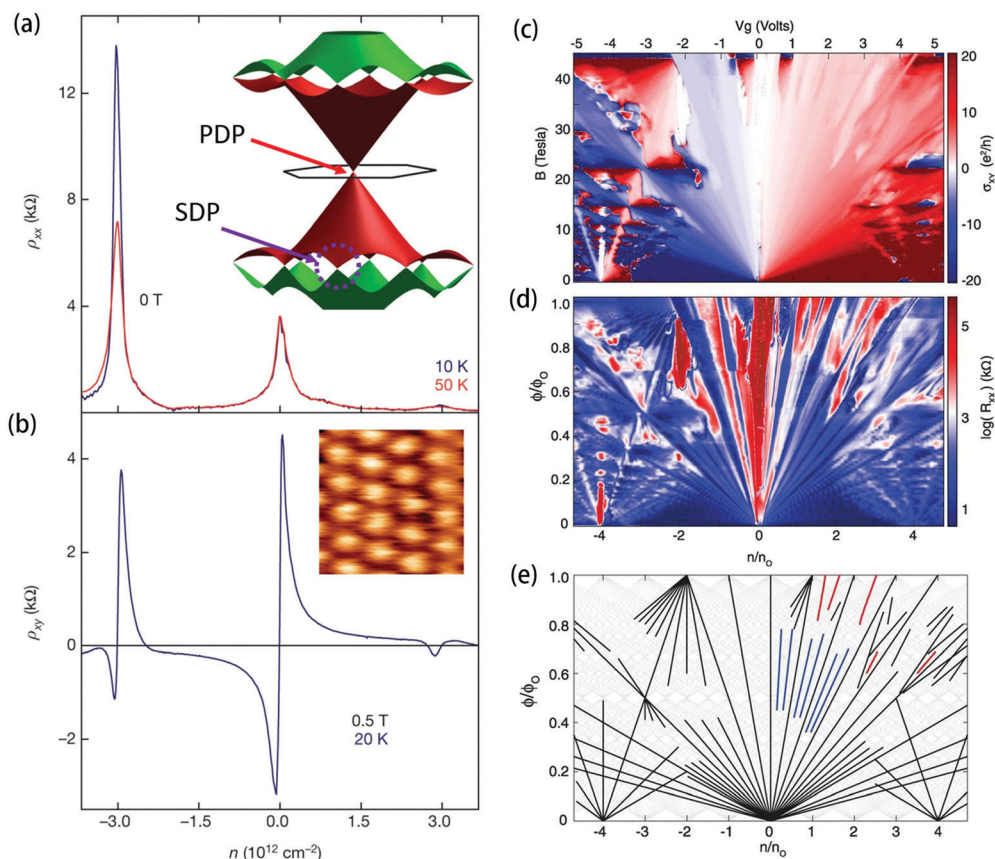 (a)
12
8
4
ρxx (kΩ)
PDP
SDP
0 T
10 K
50 K
(b)
4
2
0
−2
ρxy (kΩ)
0.5 T
20 K
−3.0 −1.5 0.0 1.5 3.0
n (10¹² cm⁻²)
(c)
Vg (Volts)
-5 -4 -3 -2 -1 0 1 2 3 4 5
40
30
20
10
0
B (Tesla)
20
10
0
-10
-20
σxy (e²/h)
(d)
1.0
0.8
0.6
0.4
0.2
0
ϕ/ϕO
5
3
1
log( Rxx) (kΩ)
-4 -2 0 2 4
n/no
(e)
1.0
0.8
0.6
0.4
0.2
0
ϕ/ϕO
-4 -3 -2 -1 0 1 2 3 4
n/no